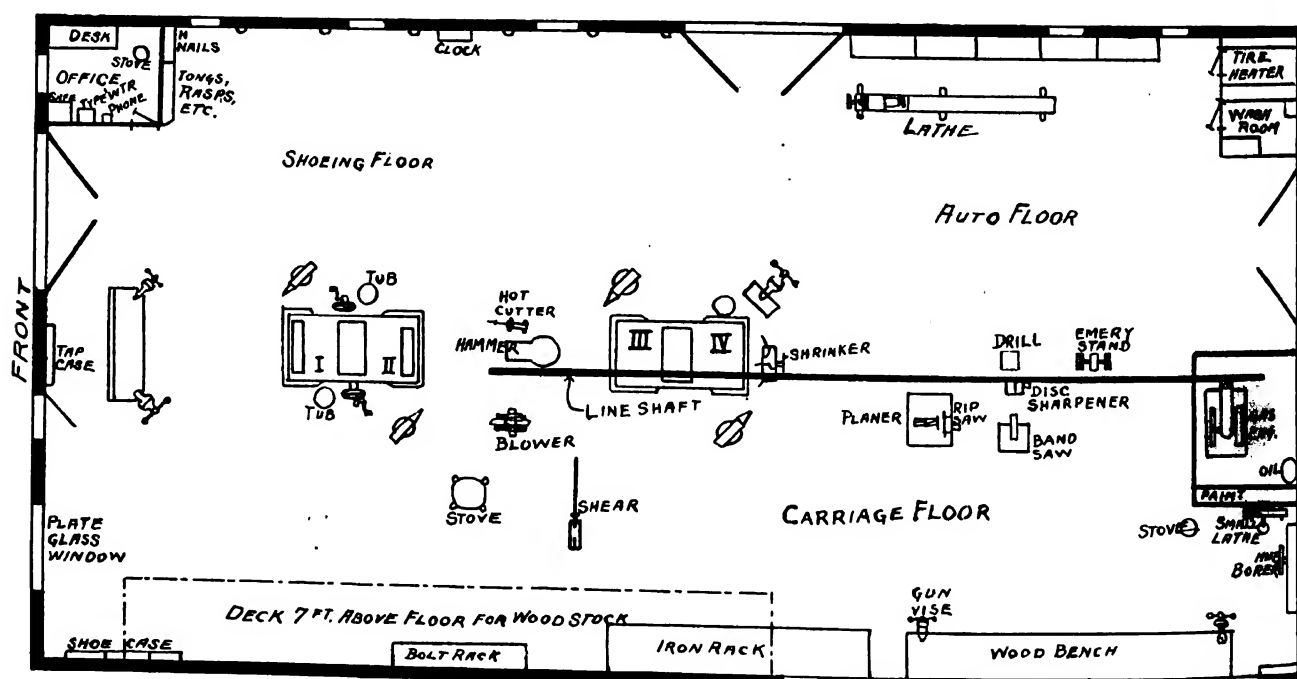 DESK
N
NAILS
STOVE
OFFICE
SAFE
TYPEWTR
PHONE
TONGS,
RASPS,
ETC.
CLOCK
LATHE
TIRE
HEATER
WASH
ROOM
SHOEING FLOOR
AUTO FLOOR
FRONT
TAP
CASE
TUB
TUB
I
II
HOT
CUTTER
HAMMER
III
IV
SHRINKER
DRILL
EMERY
STAND
LINE SHAFT
BLOWER
PLANER
RIP
SAW
DISC
SHARPENER
BAND
SAW
GAS
ENG.
OIL
PAINT
STOVE
SHEAR
CARRIAGE FLOOR
STOVE
SMALL
LATHE
HUB
BORER
PLATE
GLASS
WINDOW
DECK 7 FT. ABOVE FLOOR FOR WOOD STOCK
GUN
VISE
SHOE CASE
BOLT RACK
IRON RACK
WOOD BENCH